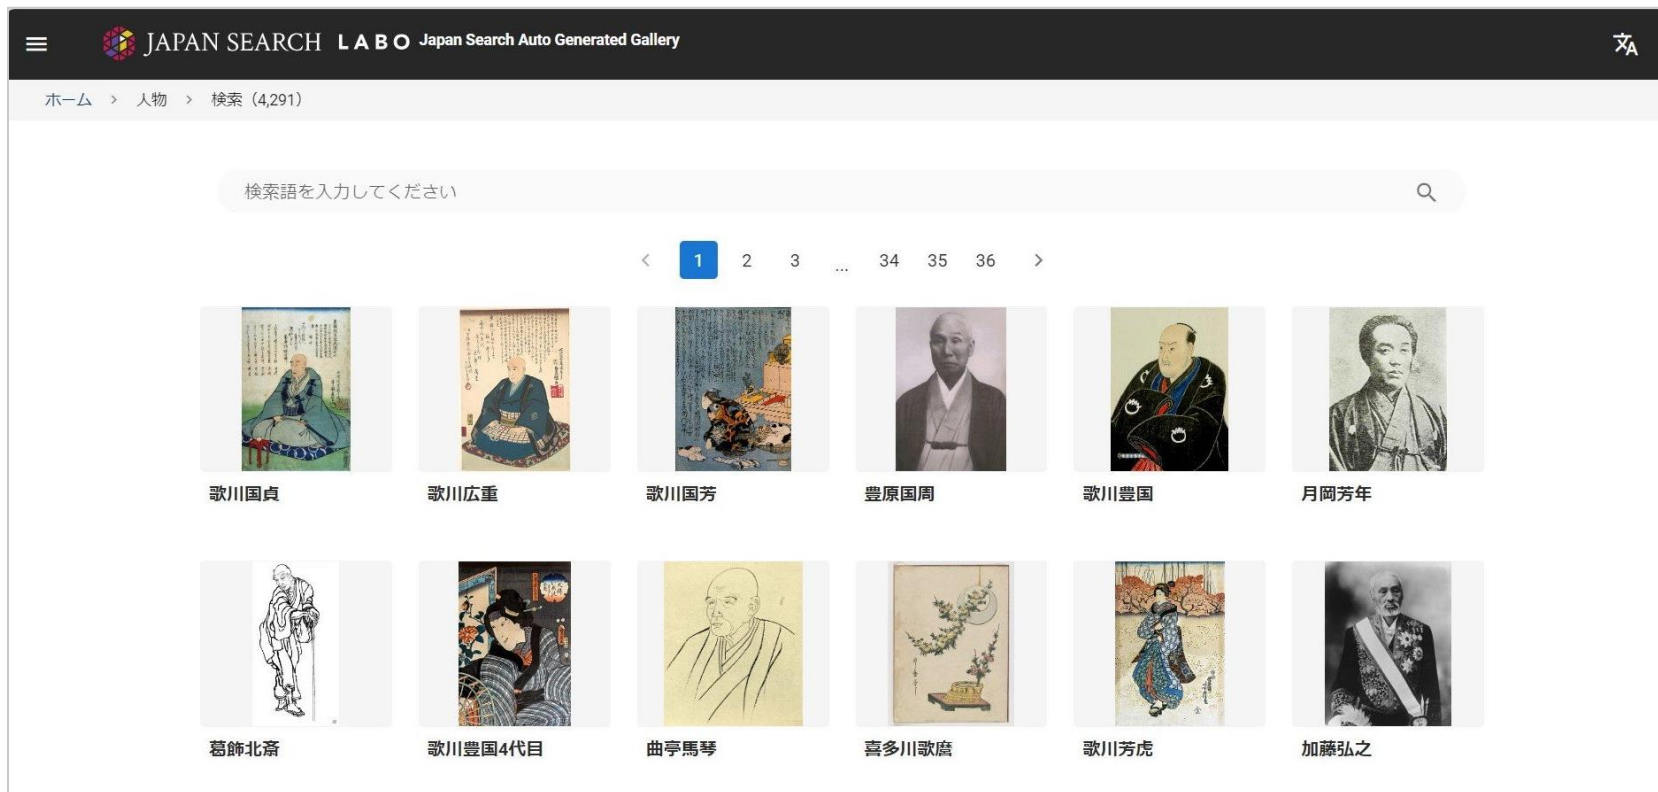 JAPAN SEARCH LABO Japan Search Auto Generated Gallery
ホーム > 人物 > 検索（4,291）
検索語を入力してください
< 1 2 3 ... 34 35 36 >
歌川国貞 歌川広重 歌川国芳 豊原国周 歌川豊国 月岡芳年
葛飾北斎 歌川豊国4代目 曲亭馬琴 喜多川歌麿 歌川芳虎 加藤弘之